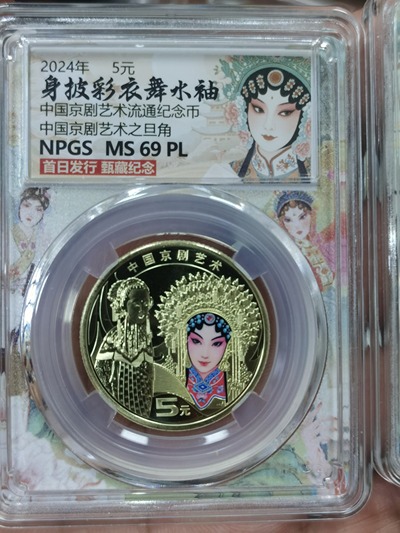 2024年 5元
身披彩衣舞水袖
中国京剧艺术流通纪念币
中国京剧艺术之旦角
NPGS MS 69 PL
首日发行 甄藏纪念
中国京剧艺术
5元